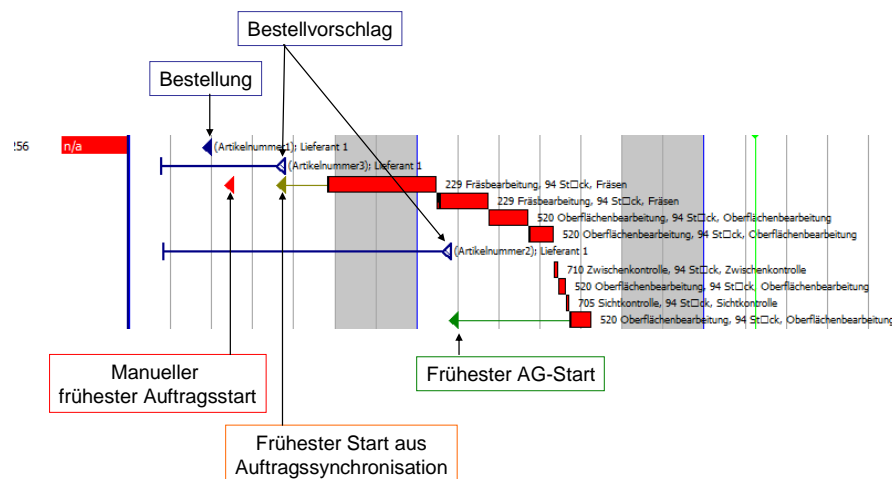 Bestellvorschlag
Bestellung
256
n/a
(Artikelnummer1); Lieferant 1
(Artikelnummer3); Lieferant 1
229 Fräsbearbeitung, 94 St□ck, Fräsen
229 Fräsbearbeitung, 94 St□ck, Fräsen
520 Oberflächenbearbeitung, 94 St□ck, Oberflächenbearbeitung
520 Oberflächenbearbeitung, 94 St□ck, Oberflächenbearbeitung
(Artikelnummer2); Lieferant 1
710 Zwischenkontrolle, 94 St□ck, Zwischenkontrolle
520 Oberflächenbearbeitung, 94 St□ck, Oberflächenbearbeitung
705 Sichtkontrolle, 94 St□ck, Sichtkontrolle
520 Oberflächenbearbeitung, 94 St□ck, Oberflächenbearbeitung
Manueller
frühester Auftragsstart
Frühester AG-Start
Frühester Start aus
Auftragssynchronisation